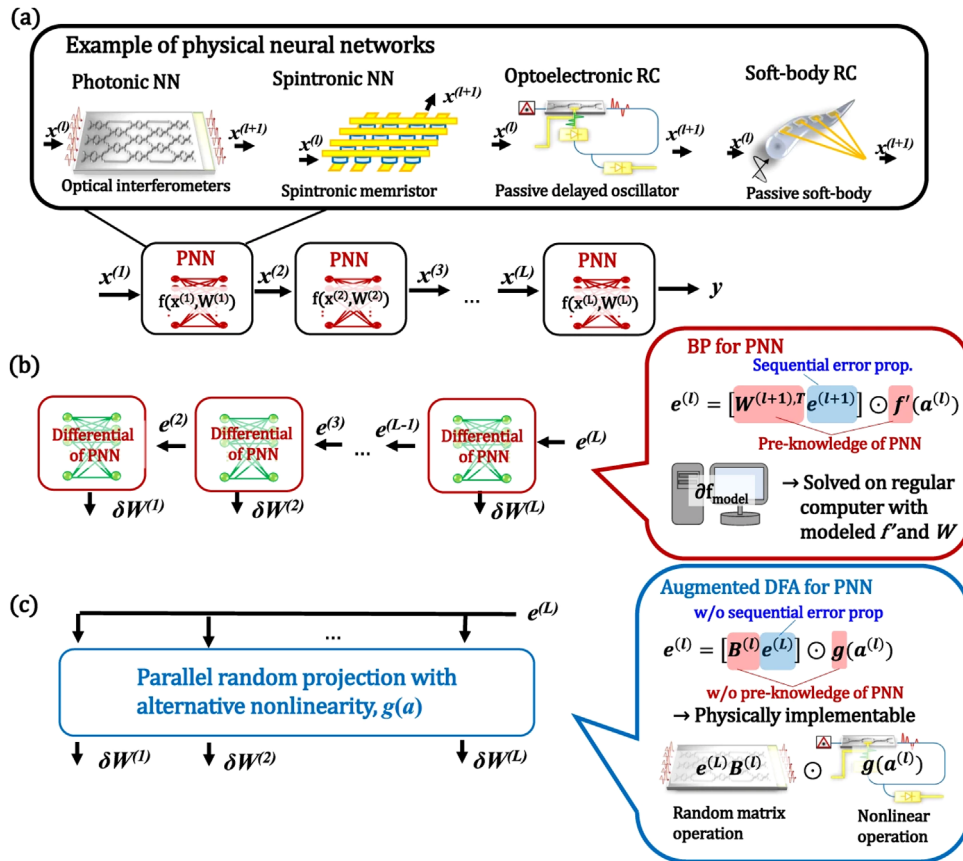 (a)
Example of physical neural networks
Photonic NN
Spintronic NN
Optoelectronic RC
Soft-body RC
x^(l)
x^(l+1)
x^(l)
x^(l+1)
x^(l)
x^(l+1)
x^(l)
x^(l+1)
Optical interferometers
Spintronic memristor
Passive delayed oscillator
Passive soft-body
x^(1)
PNN
f(x^(1),W^(1))
x^(2)
PNN
f(x^(2),W^(2))
x^(3)
...
x^(L)
PNN
f(x^(L),W^(L))
y
(b)
Differential
of PNN
e^(2)
Differential
of PNN
e^(3)
...
e^(L-1)
Differential
of PNN
e^(L)
δW^(1)
δW^(2)
δW^(L)
BP for PNN
Sequential error prop.
e^(l) = [W^(l+1),T e^(l+1)] ⊙ f'(a^(l))
Pre-knowledge of PNN
∂f_model
→ Solved on regular
computer with
modeled f' and W
(c)
e^(L)
...
Parallel random projection with
alternative nonlinearity, g(a)
δW^(1)
δW^(2)
δW^(L)
Augmented DFA for PNN
w/o sequential error prop
e^(l) = [B^(l) e^(L)] ⊙ g(a^(l))
w/o pre-knowledge of PNN
→ Physically implementable
e^(L)B^(l) ⊙ g(a^(l))
Random matrix
operation
Nonlinear
operation